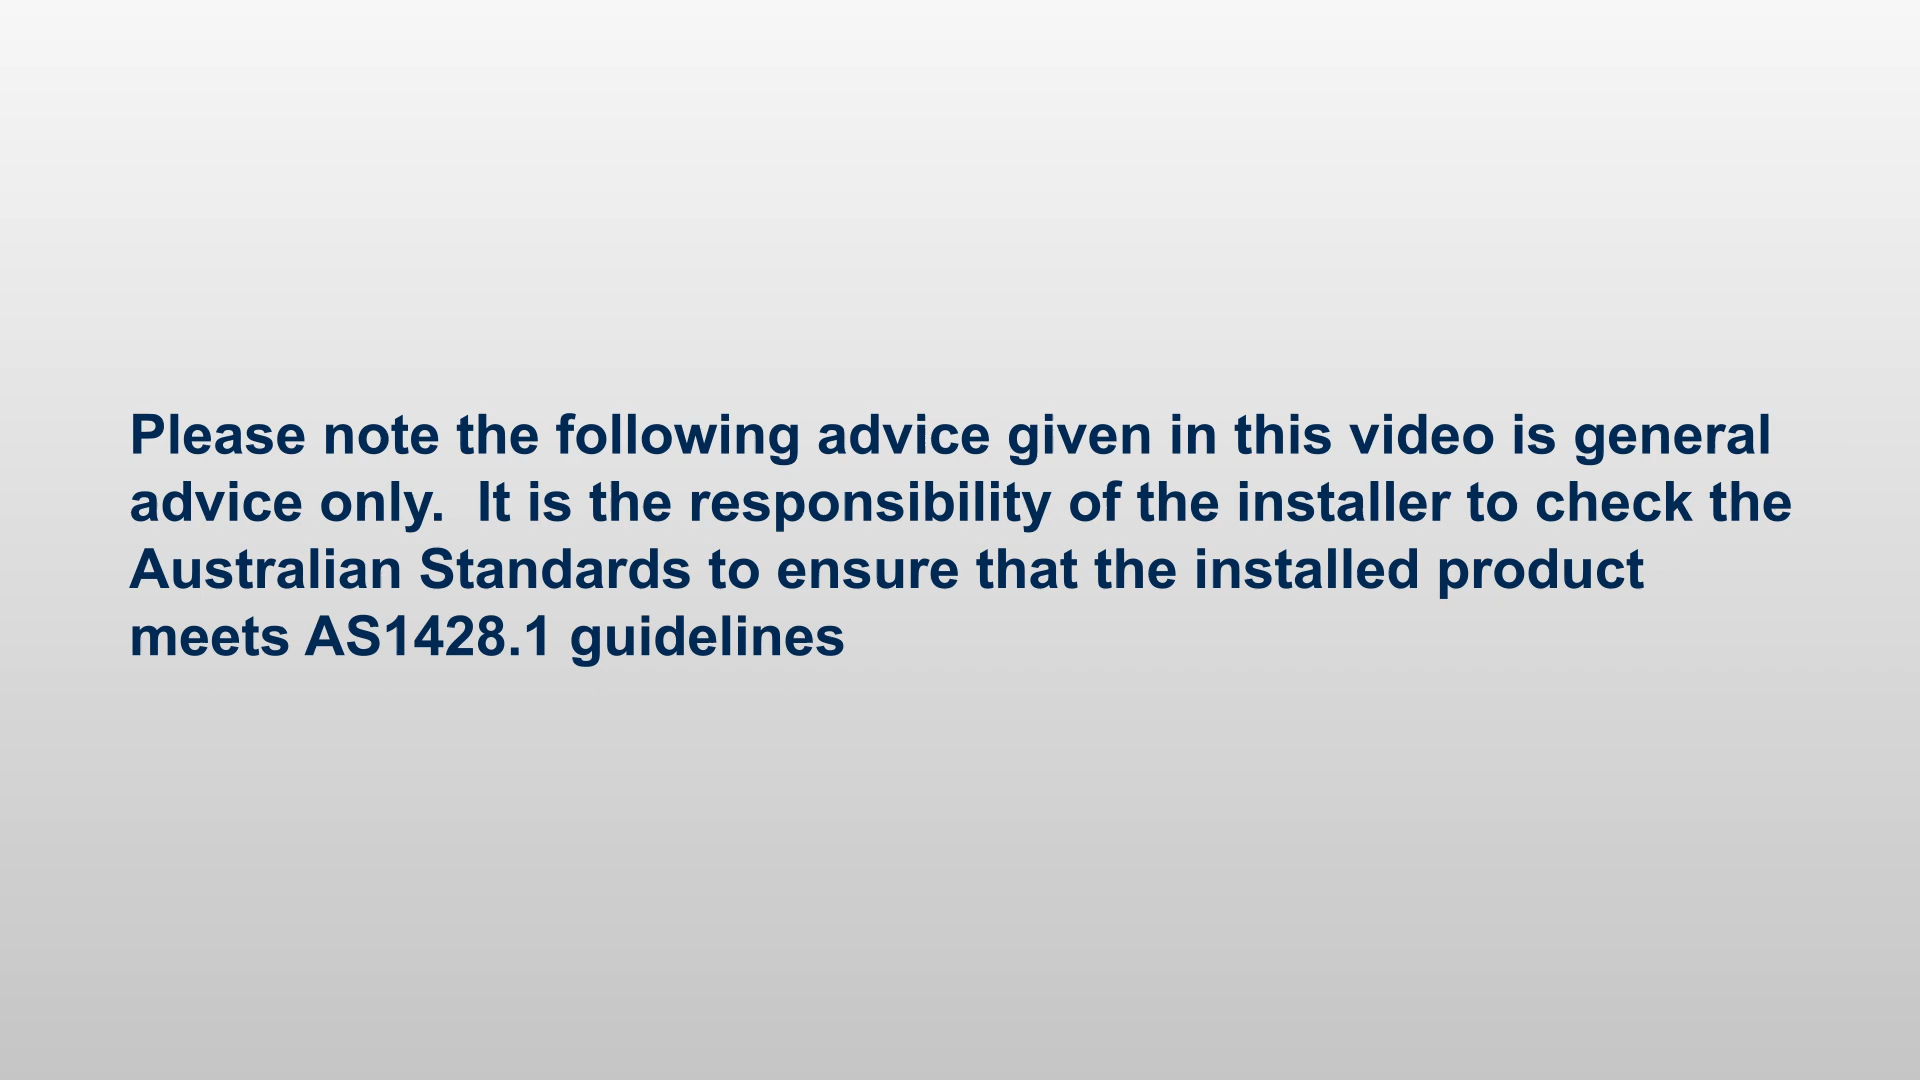 Please note the following advice given in this video is general
advice only.  It is the responsibility of the installer to check the
Australian Standards to ensure that the installed product
meets AS1428.1 guidelines